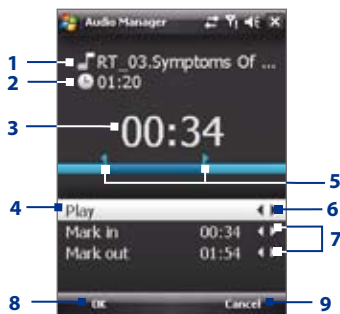 Audio Manager
1 RT_03.Symptoms Of ...
2 01:20
3 00:34
5
4 Play 6
Mark in 00:34
7
Mark out 01:54
8 OK Cancel 9